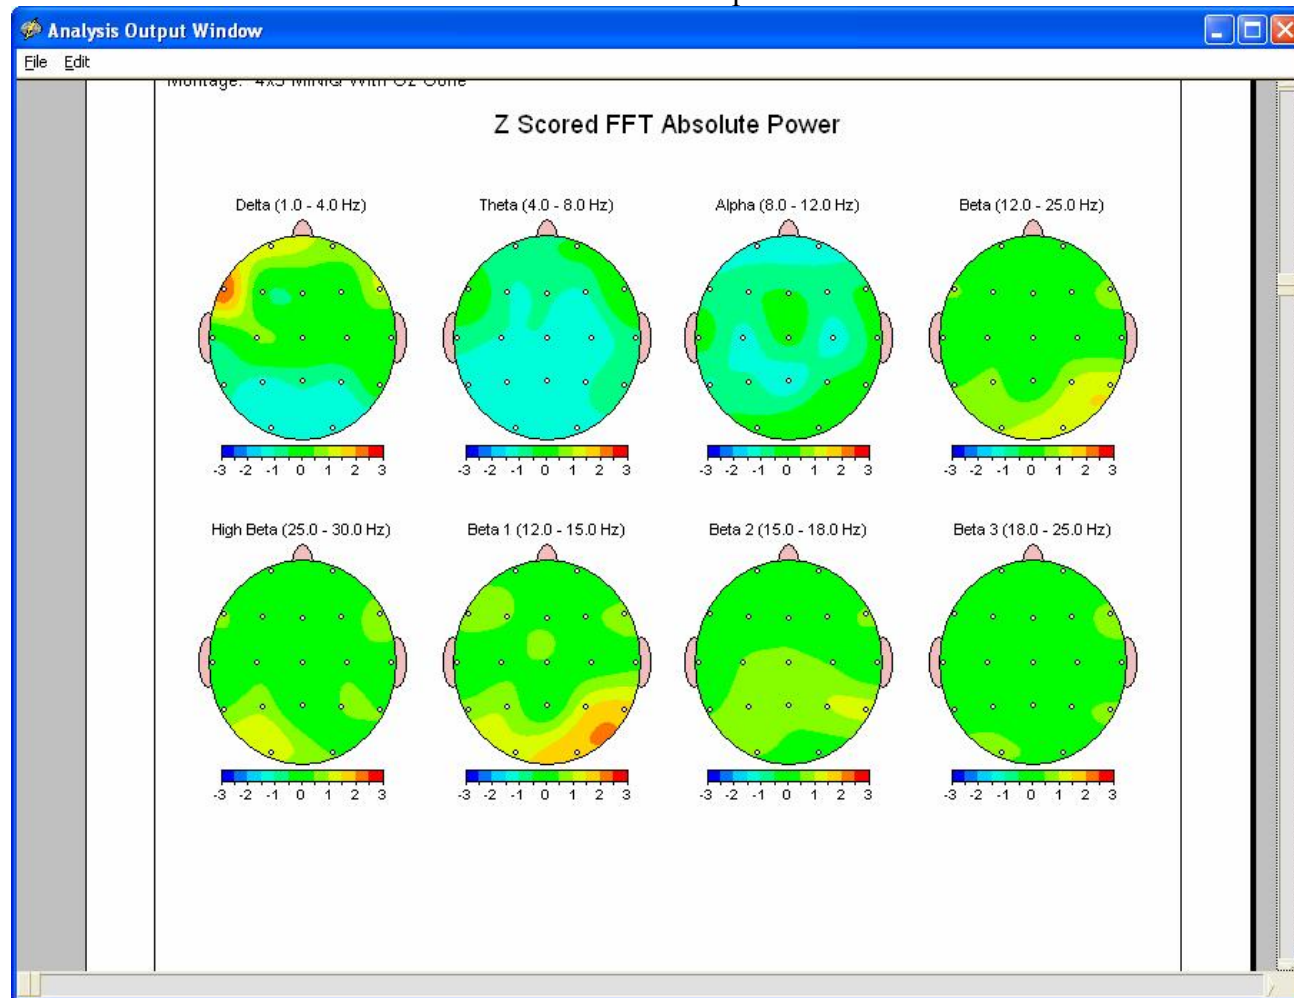 Analysis Output Window
File Edit
Z Scored FFT Absolute Power
Delta (1.0 - 4.0 Hz) Theta (4.0 - 8.0 Hz) Alpha (8.0 - 12.0 Hz) Beta (12.0 - 25.0 Hz)
-3 -2 -1 0 1 2 3 -3 -2 -1 0 1 2 3 -3 -2 -1 0 1 2 3 -3 -2 -1 0 1 2 3
High Beta (25.0 - 30.0 Hz) Beta 1 (12.0 - 15.0 Hz) Beta 2 (15.0 - 18.0 Hz) Beta 3 (18.0 - 25.0 Hz)
-3 -2 -1 0 1 2 3 -3 -2 -1 0 1 2 3 -3 -2 -1 0 1 2 3 -3 -2 -1 0 1 2 3